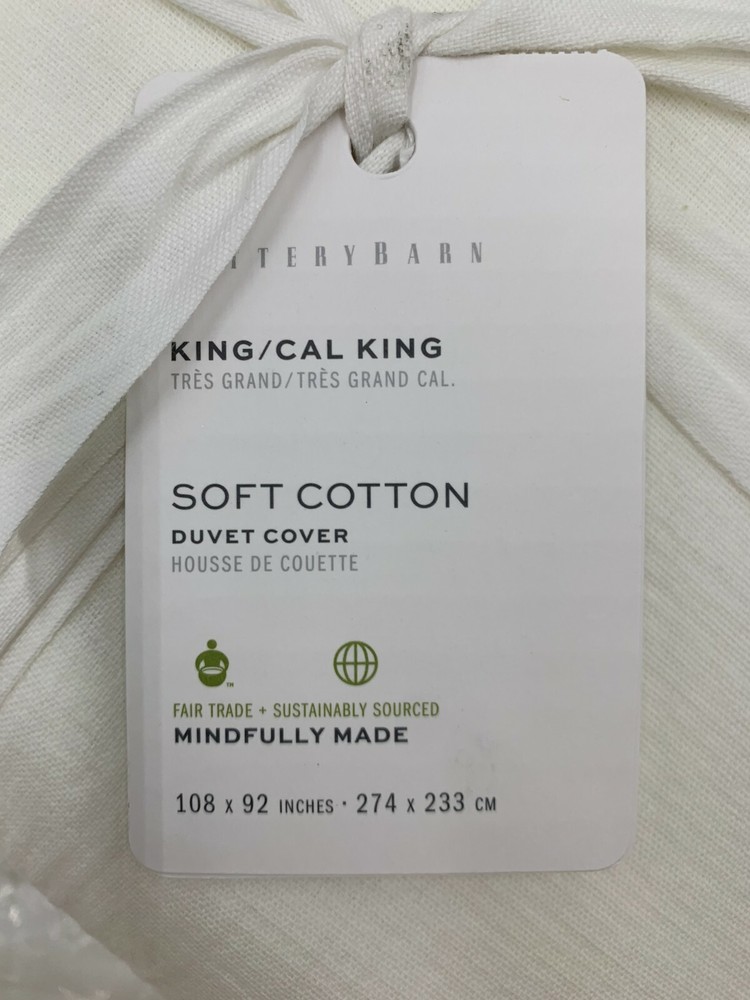 TTERYBARN
KING/CAL KING
TRÈS GRAND/TRÈS GRAND CAL.
SOFT COTTON
DUVET COVER
HOUSSE DE COUETTE
TM
FAIR TRADE + SUSTAINABLY SOURCED
MINDFULLY MADE
108 x 92 INCHES · 274 x 233 CM